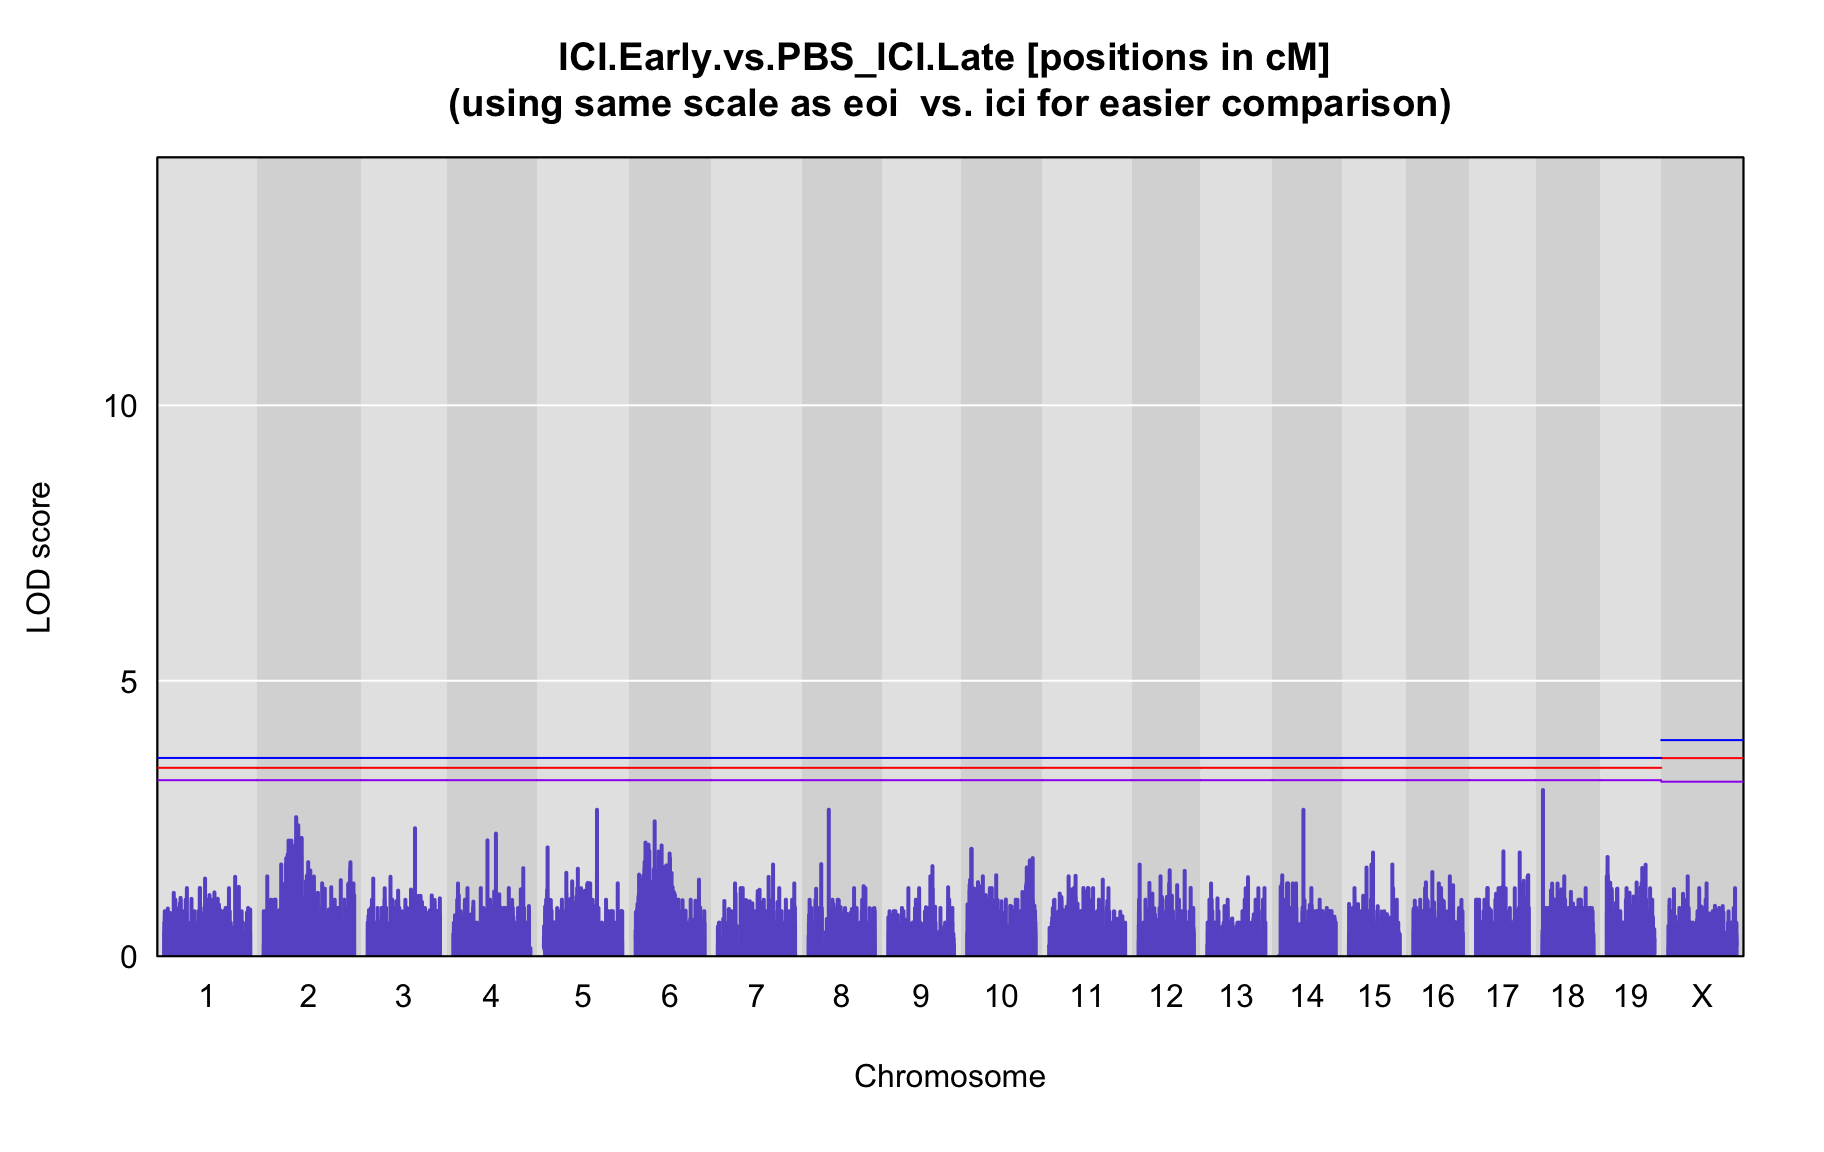 ICI.Early.vs.PBS_ICI.Late [positions in cM]
(using same scale as eoi  vs. ici for easier comparison)
10
5
0
LOD score
1 2 3 4 5 6 7 8 9 10 11 12 13 14 15 16 17 18 19 X
Chromosome